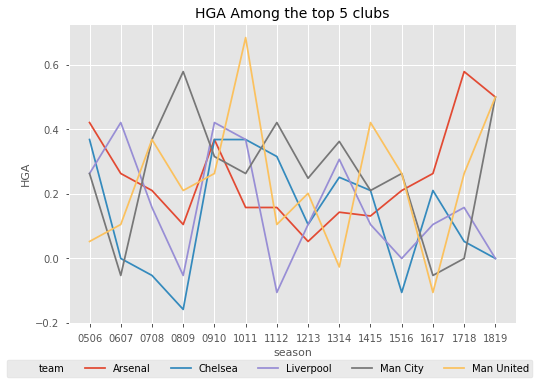 HGA Among the top 5 clubs
HGA
0.6
0.4
0.2
0.0
−0.2
0506 0607 0708 0809 0910 1011 1112 1213 1314 1415 1516 1617 1718 1819
season
team Arsenal Chelsea Liverpool Man City Man United